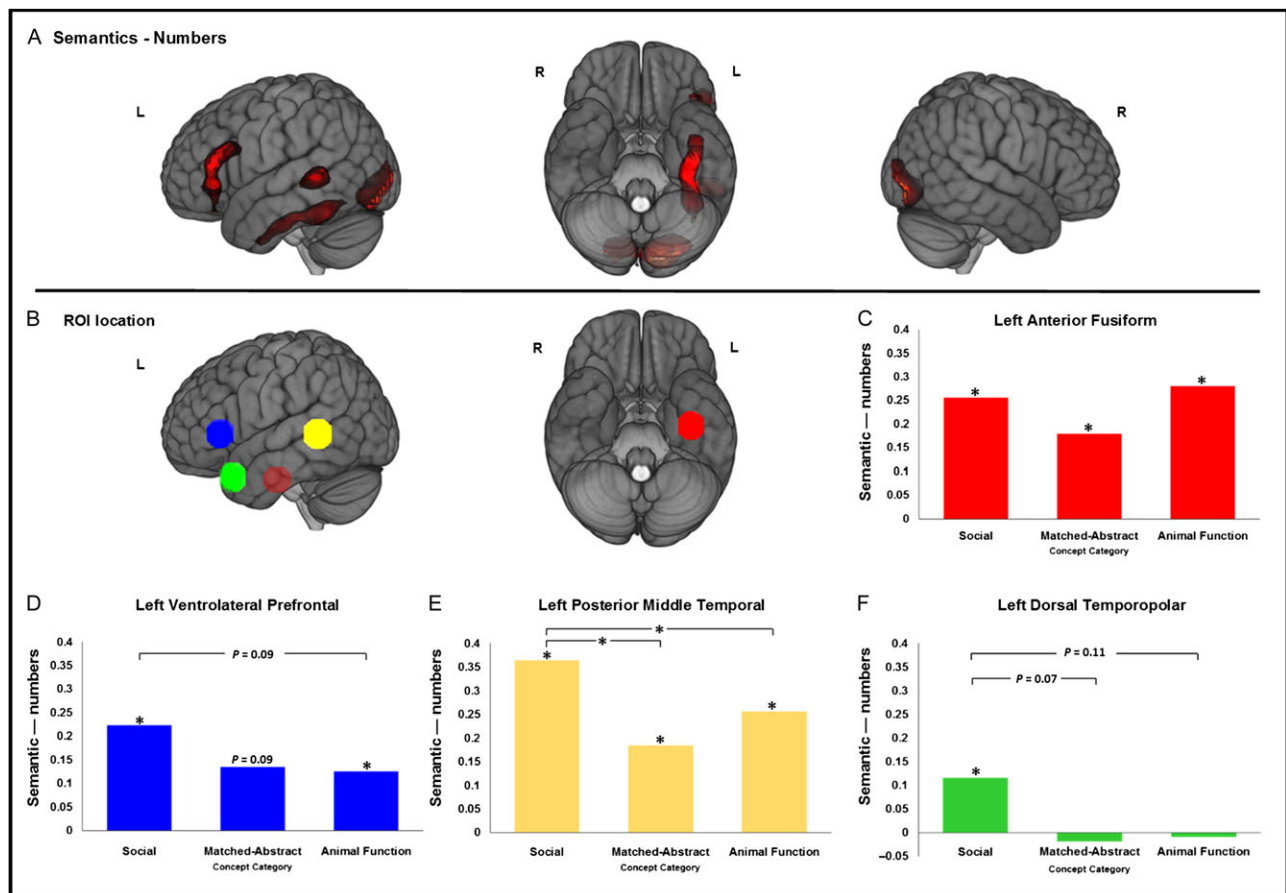 A Semantics - Numbers
L
R
L
R
B ROI location
L
R
L
C Left Anterior Fusiform
Semantic — numbers
0.4
0.35
0.3
0.25
0.2
0.15
0.1
0.05
0
*
*
*
Social Matched-Abstract Animal Function
Concept Category
D Left Ventrolateral Prefrontal
Semantic — numbers
0.4
0.35
0.3
0.25
0.2
0.15
0.1
0.05
0
P = 0.09
*
P = 0.09
*
Social Matched-Abstract Animal Function
Concept Category
E Left Posterior Middle Temporal
Semantic — numbers
0.4
0.35
0.3
0.25
0.2
0.15
0.1
0.05
0
*
*
*
*
*
Social Matched-Abstract Animal Function
Concept Category
F Left Dorsal Temporopolar
Semantic — numbers
0.4
0.35
0.3
0.25
0.2
0.15
0.1
0.05
0
–0.05
P = 0.11
P = 0.07
*
Social Matched-Abstract Animal Function
Concept Category